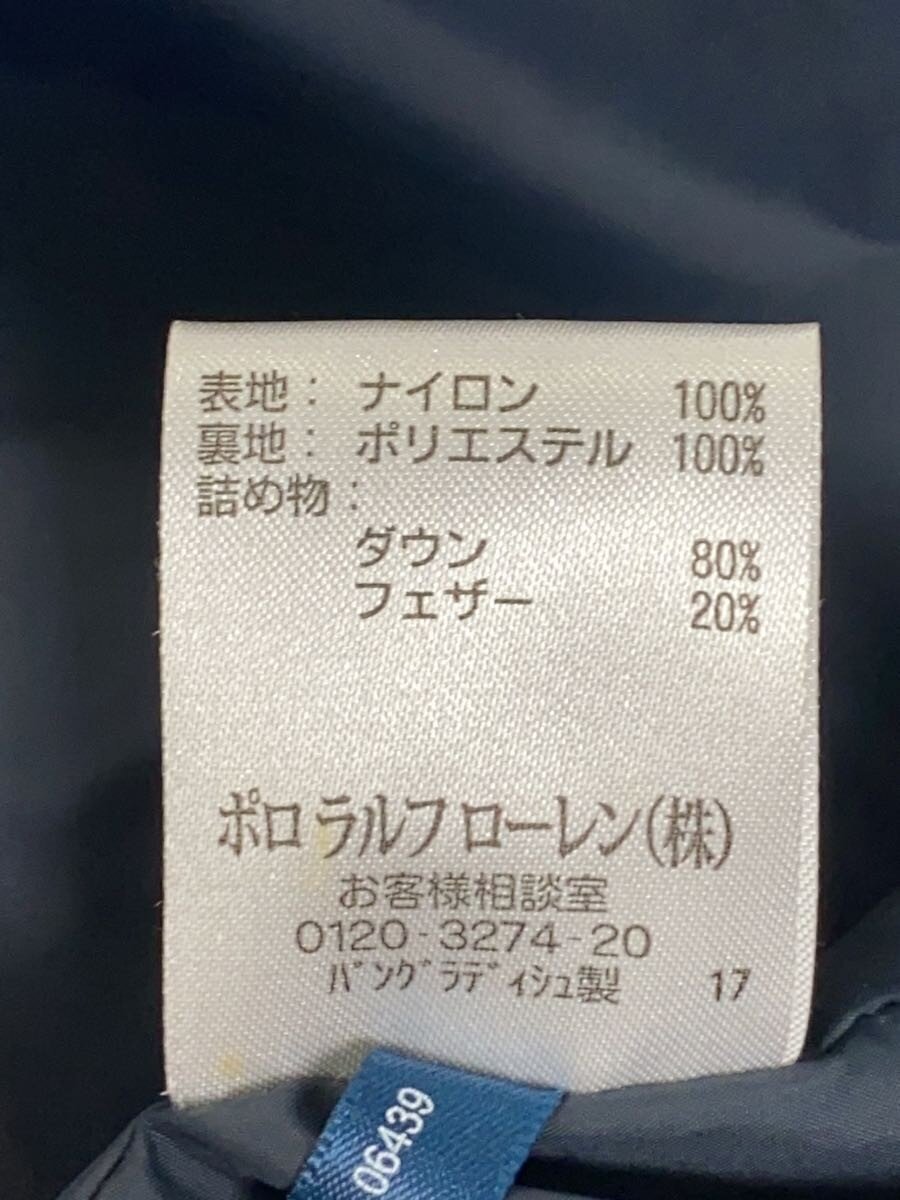 表地: ナイロン 100%
裏地: ポリエステル 100%
詰め物:
ダウン 80%
フェザー 20%
ポロ ラルフ ローレン(株)
お客様相談室
0120-3274-20
ﾊﾞﾝｸﾞﾗﾃﾞｨｼｭ製 17
06439